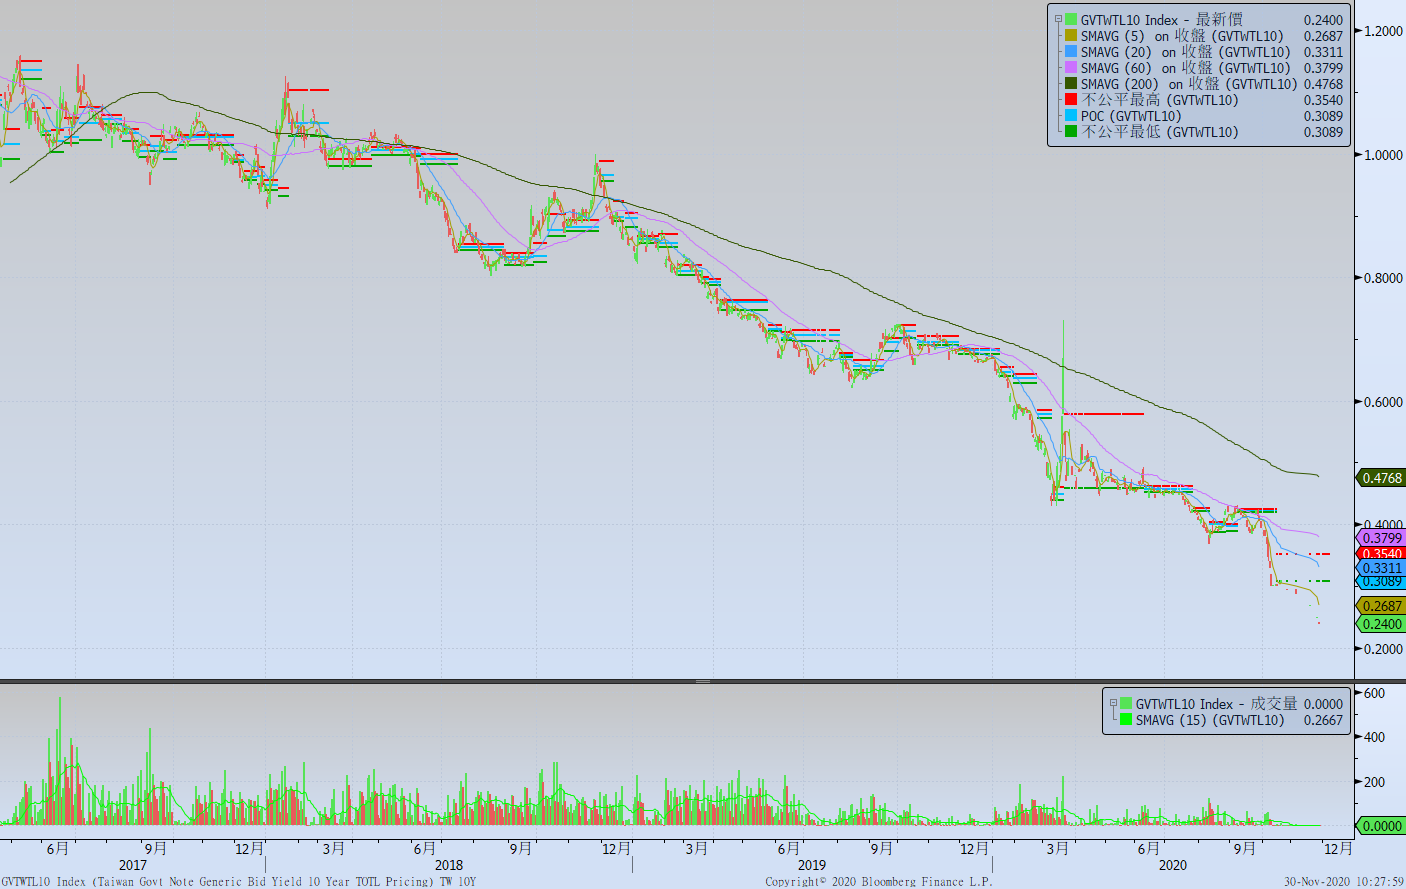 GVTWTL10 Index - 最新價 0.2400
SMAVG (5) on 收盤 (GVTWTL10) 0.2687
SMAVG (20) on 收盤 (GVTWTL10) 0.3311
SMAVG (60) on 收盤 (GVTWTL10) 0.3799
SMAVG (200) on 收盤 (GVTWTL10) 0.4768
不公平最高 (GVTWTL10) 0.3540
POC (GVTWTL10) 0.3089
不公平最低 (GVTWTL10) 0.3089
1.2000
1.0000
0.8000
0.6000
0.4768
0.4000
0.3799
0.3540
0.3311
0.3089
0.2687
0.2400
0.2000
GVTWTL10 Index - 成交量 0.0000
SMAVG (15) (GVTWTL10) 0.2667
600
400
200
0.0000
6月 9月 12月 3月 6月 9月 12月 3月 6月 9月 12月 3月 6月 9月 12月
2017 2018 2019 2020
GVTWTL10 Index (Taiwan Govt Note Generic Bid Yield 10 Year TOTL Pricing) TW 10Y Copyright© 2020 Bloomberg Finance L.P. 30-Nov-2020 10:27:59